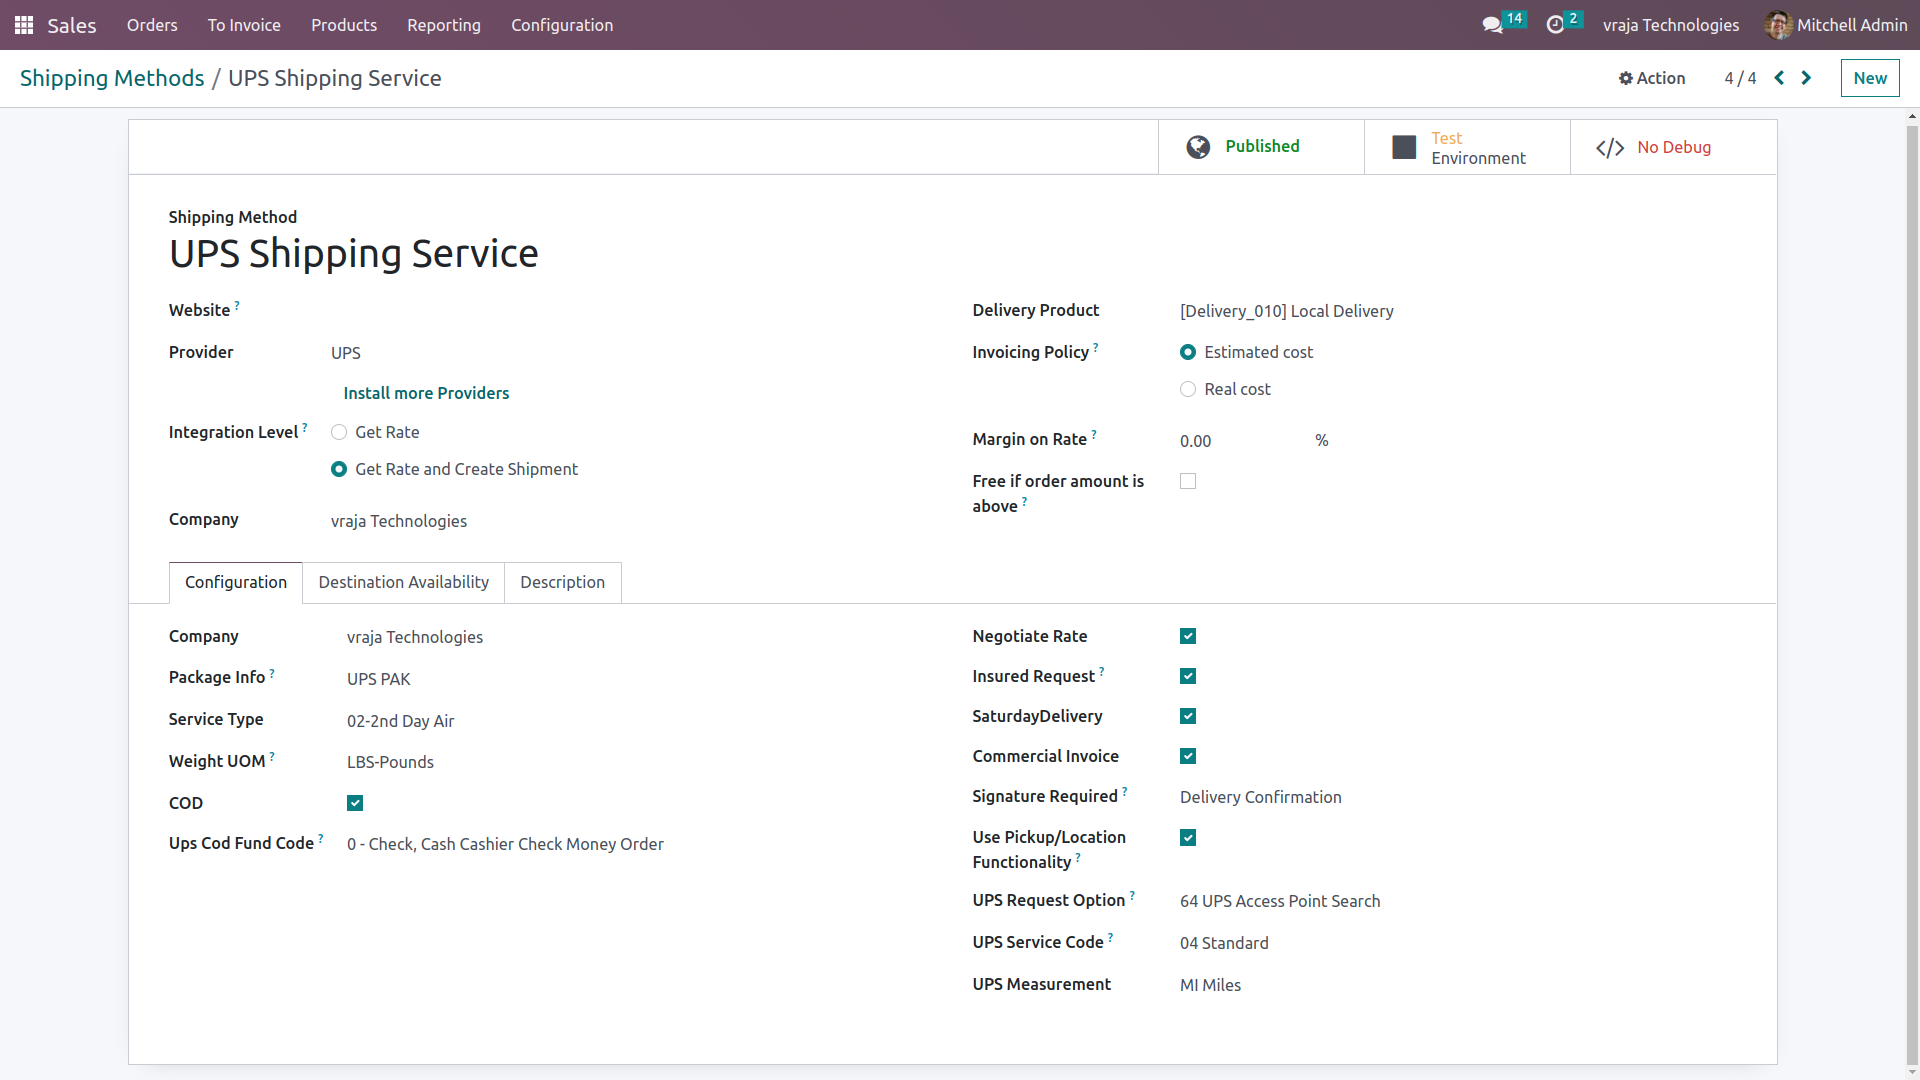 Sales Orders To Invoice Products Reporting Configuration 14 2 vraja Technologies Mitchell Admin
Shipping Methods / UPS Shipping Service Action 4 / 4 New
Published
Test
Environment
No Debug
Shipping Method
UPS Shipping Service
Website ?
Provider UPS
Install more Providers
Integration Level ? Get Rate
Get Rate and Create Shipment
Company vraja Technologies
Delivery Product [Delivery_010] Local Delivery
Invoicing Policy ? Estimated cost
Real cost
Margin on Rate ? 0.00 %
Free if order amount is
above ?
Configuration Destination Availability Description
Company vraja Technologies
Package Info ? UPS PAK
Service Type 02-2nd Day Air
Weight UOM ? LBS-Pounds
COD
Ups Cod Fund Code ? 0 - Check, Cash Cashier Check Money Order
Negotiate Rate
Insured Request ?
SaturdayDelivery
Commercial Invoice
Signature Required ? Delivery Confirmation
Use Pickup/Location
Functionality ?
UPS Request Option ? 64 UPS Access Point Search
UPS Service Code ? 04 Standard
UPS Measurement MI Miles